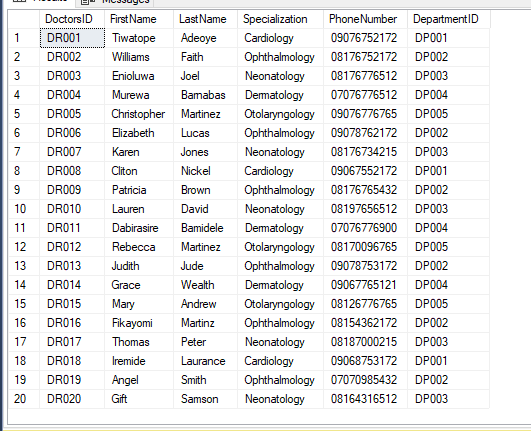 Results Messages
DoctorsID FirstName LastName Specialization PhoneNumber DepartmentID
1 DR001 Tiwatope Adeoye Cardiology 09076752172 DP001
2 DR002 Williams Faith Ophthalmology 08176752172 DP002
3 DR003 Enioluwa Joel Neonatology 08176776512 DP003
4 DR004 Murewa Barnabas Dermatology 07076776512 DP004
5 DR005 Christopher Martinez Otolaryngology 09076776765 DP005
6 DR006 Elizabeth Lucas Ophthalmology 09078762172 DP002
7 DR007 Karen Jones Neonatology 08176734215 DP003
8 DR008 Cliton Nickel Cardiology 09067552172 DP001
9 DR009 Patricia Brown Ophthalmology 08176765432 DP002
10 DR010 Lauren David Neonatology 08197656512 DP003
11 DR011 Dabirasire Bamidele Dermatology 07076776900 DP004
12 DR012 Rebecca Martinez Otolaryngology 08170096765 DP005
13 DR013 Judith Jude Ophthalmology 09078753172 DP002
14 DR014 Grace Wealth Dermatology 09067765121 DP004
15 DR015 Mary Andrew Otolaryngology 08126776765 DP005
16 DR016 Fikayomi Martinz Ophthalmology 08154362172 DP002
17 DR017 Thomas Peter Neonatology 08187000215 DP003
18 DR018 Iremide Laurance Cardiology 09068753172 DP001
19 DR019 Angel Smith Ophthalmology 07070985432 DP002
20 DR020 Gift Samson Neonatology 08164316512 DP003